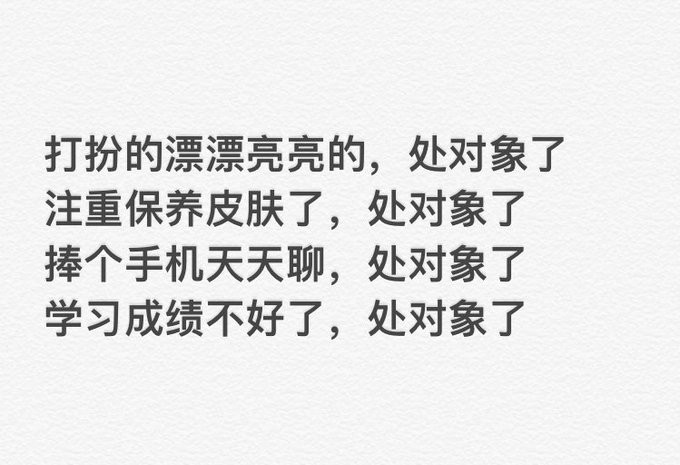 打扮的漂漂亮亮的，处对象了
注重保养皮肤了，处对象了
捧个手机天天聊，处对象了
学习成绩不好了，处对象了